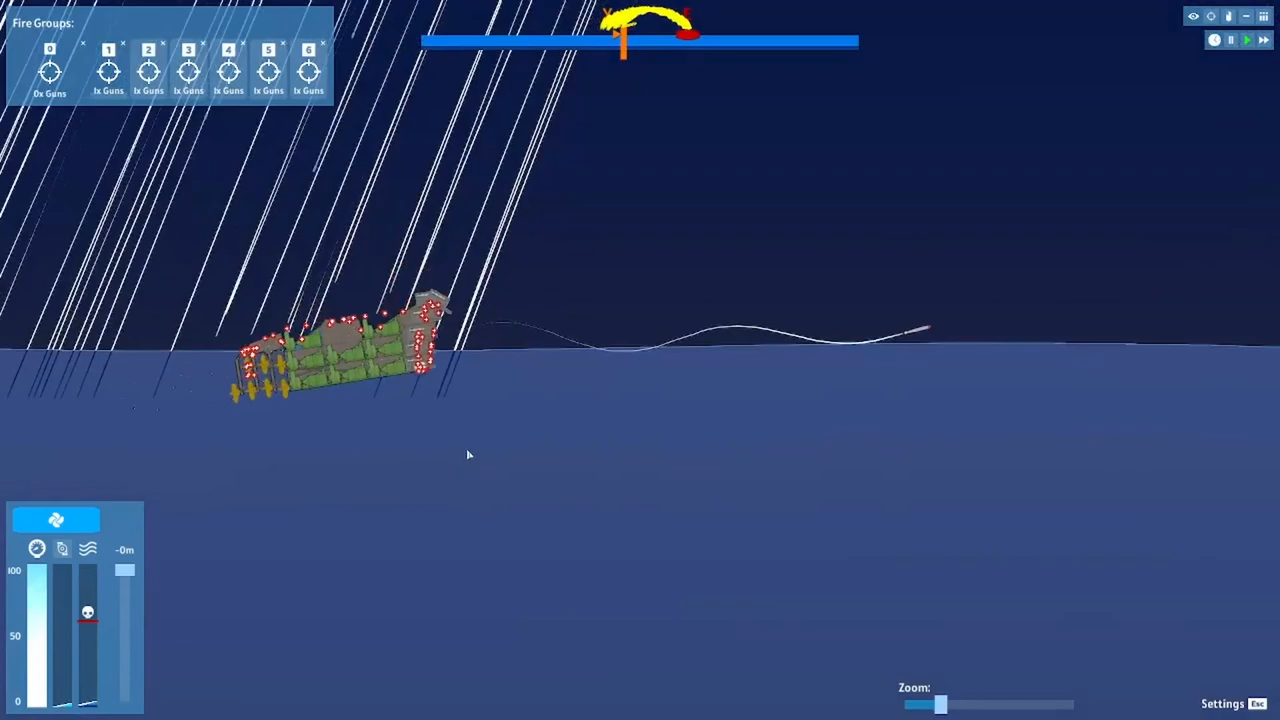 Fire Groups:
0 1 2 3 4 5 6
0x Guns 1x Guns 1x Guns 1x Guns 1x Guns 1x Guns 1x Guns
-0m
100
50
0
Zoom:
Settings Esc